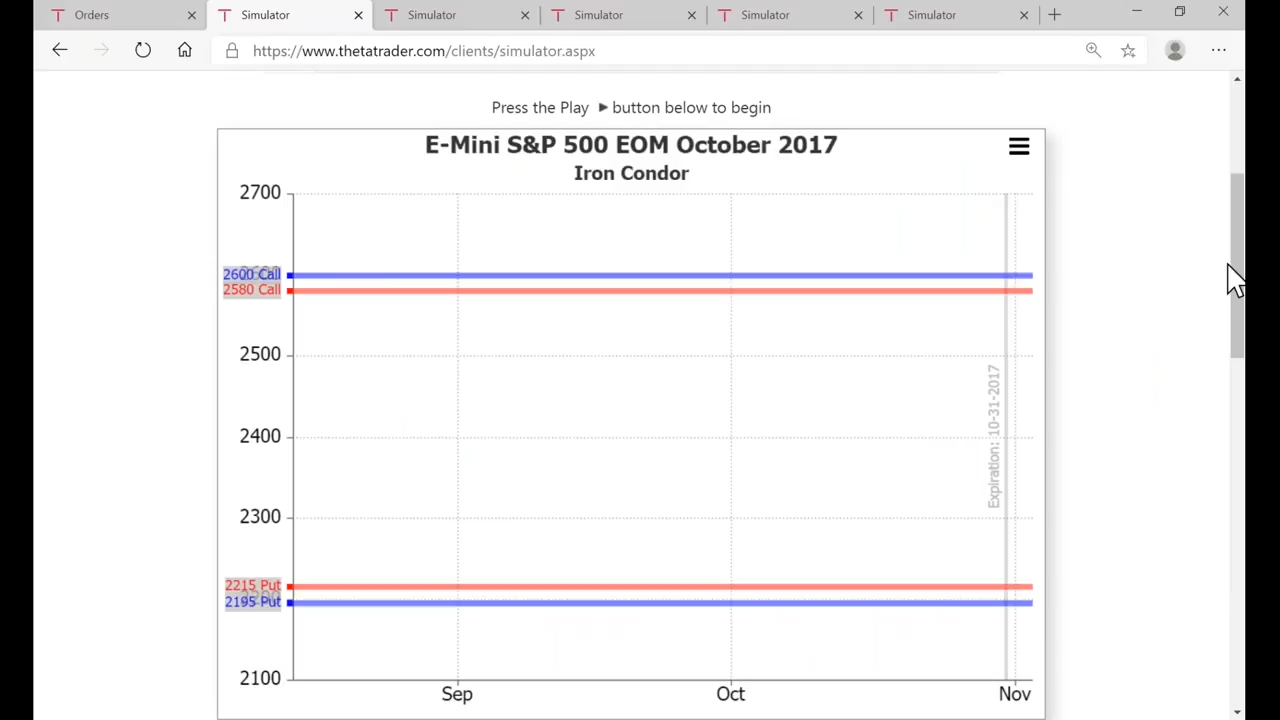 Orders
Simulator
Simulator
Simulator
Simulator
Simulator
https://www.thetatrader.com/clients/simulator.aspx
Press the Play ▶ button below to begin
E-Mini S&P 500 EOM October 2017
Iron Condor
2700
2600 Call
2580 Call
2500
2400
2300
2215 Put
2195 Put
2100
Expiration: 10-31-2017
Sep
Oct
Nov